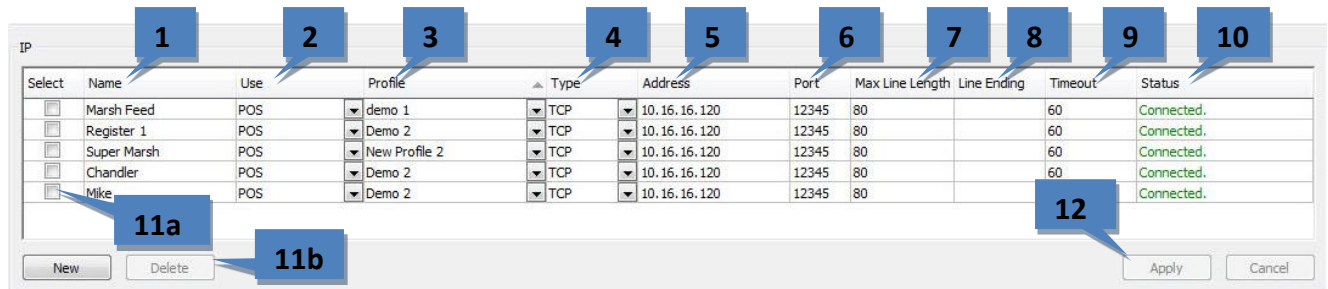 1 2 3 4 5 6 7 8 9 10
IP
Select Name Use Profile Type Address Port Max Line Length Line Ending Timeout Status
Marsh Feed POS demo 1 TCP 10.16.16.120 12345 80 60 Connected.
Register 1 POS Demo 2 TCP 10.16.16.120 12345 80 60 Connected.
Super Marsh POS New Profile 2 TCP 10.16.16.120 12345 80 60 Connected.
Chandler POS Demo 2 TCP 10.16.16.120 12345 80 60 Connected.
Mike POS Demo 2 TCP 10.16.16.120 12345 80 Connected.
11a 12
New Delete 11b Apply Cancel